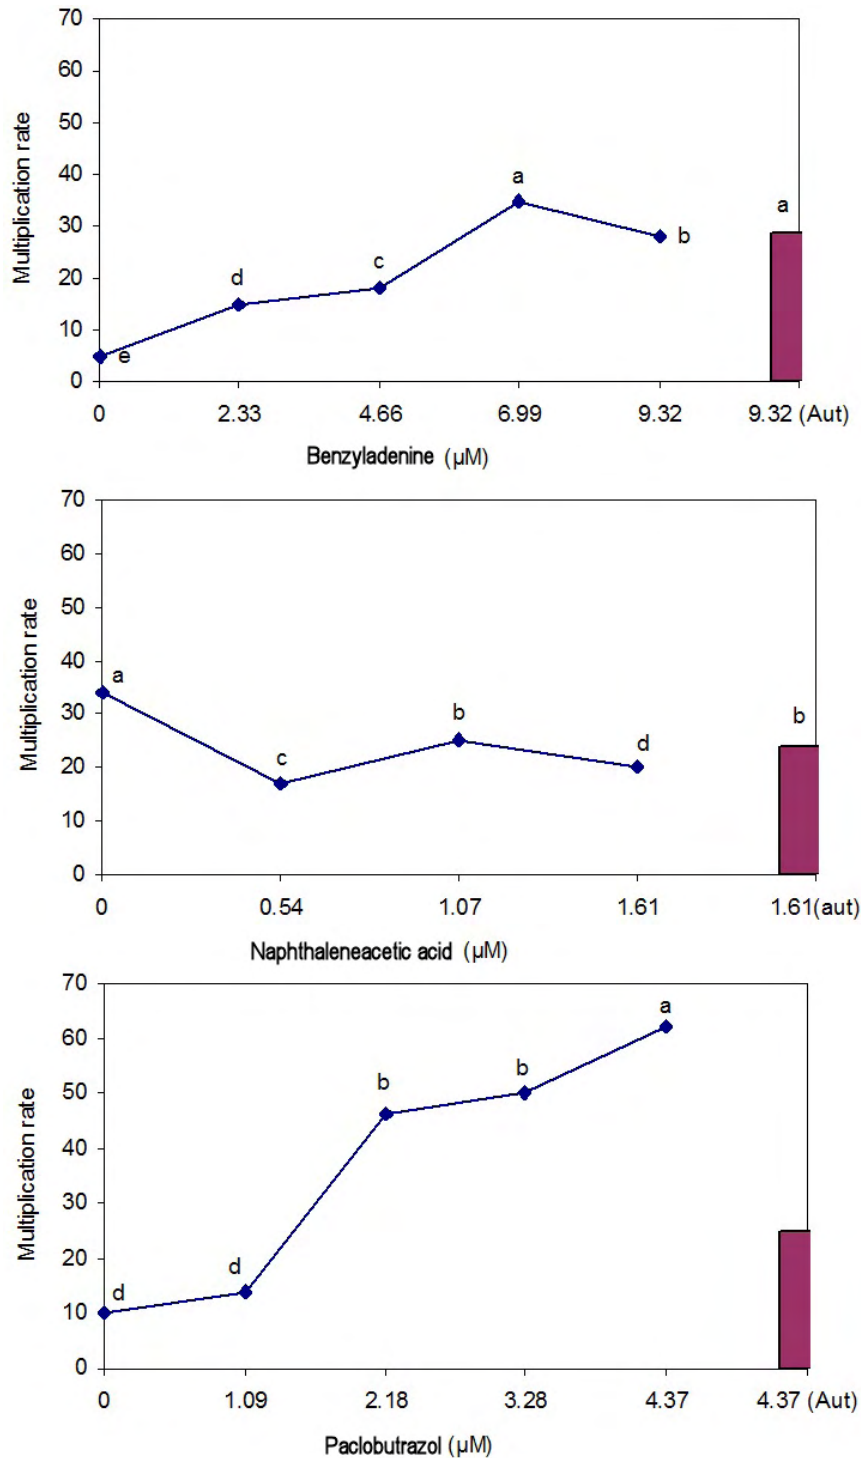 70
60
50
40
30
20
10
0
Multiplication rate
e
d
c
a
b
a
0 2.33 4.66 6.99 9.32 9.32 (Aut)
Benzyladenine (µM)
70
60
50
40
30
20
10
0
Multiplication rate
a
c
b
d
b
0 0.54 1.07 1.61 1.61(aut)
Naphthaleneacetic acid (µM)
70
60
50
40
30
20
10
0
Multiplication rate
d
d
b
b
a
0 1.09 2.18 3.28 4.37 4.37 (Aut)
Paclobutrazol (µM)